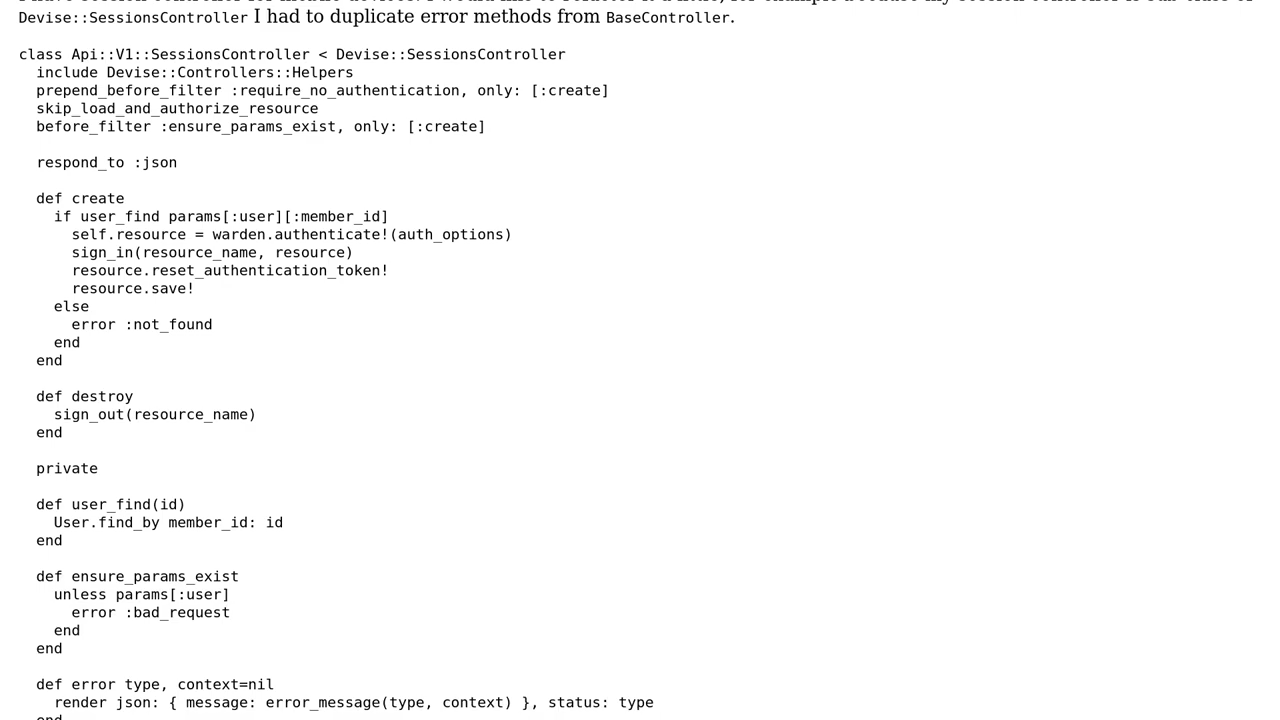 Devise::SessionsController I had to duplicate error methods from BaseController.
class Api::V1::SessionsController < Devise::SessionsController
  include Devise::Controllers::Helpers
  prepend_before_filter :require_no_authentication, only: [:create]
  skip_load_and_authorize_resource
  before_filter :ensure_params_exist, only: [:create]

  respond_to :json

  def create
    if user_find params[:user][:member_id]
      self.resource = warden.authenticate!(auth_options)
      sign_in(resource_name, resource)
      resource.reset_authentication_token!
      resource.save!
    else
      error :not_found
    end
  end

  def destroy
    sign_out(resource_name)
  end

  private

  def user_find(id)
    User.find_by member_id: id
  end

  def ensure_params_exist
    unless params[:user]
      error :bad_request
    end
  end

  def error type, context=nil
    render json: { message: error_message(type, context) }, status: type
  end